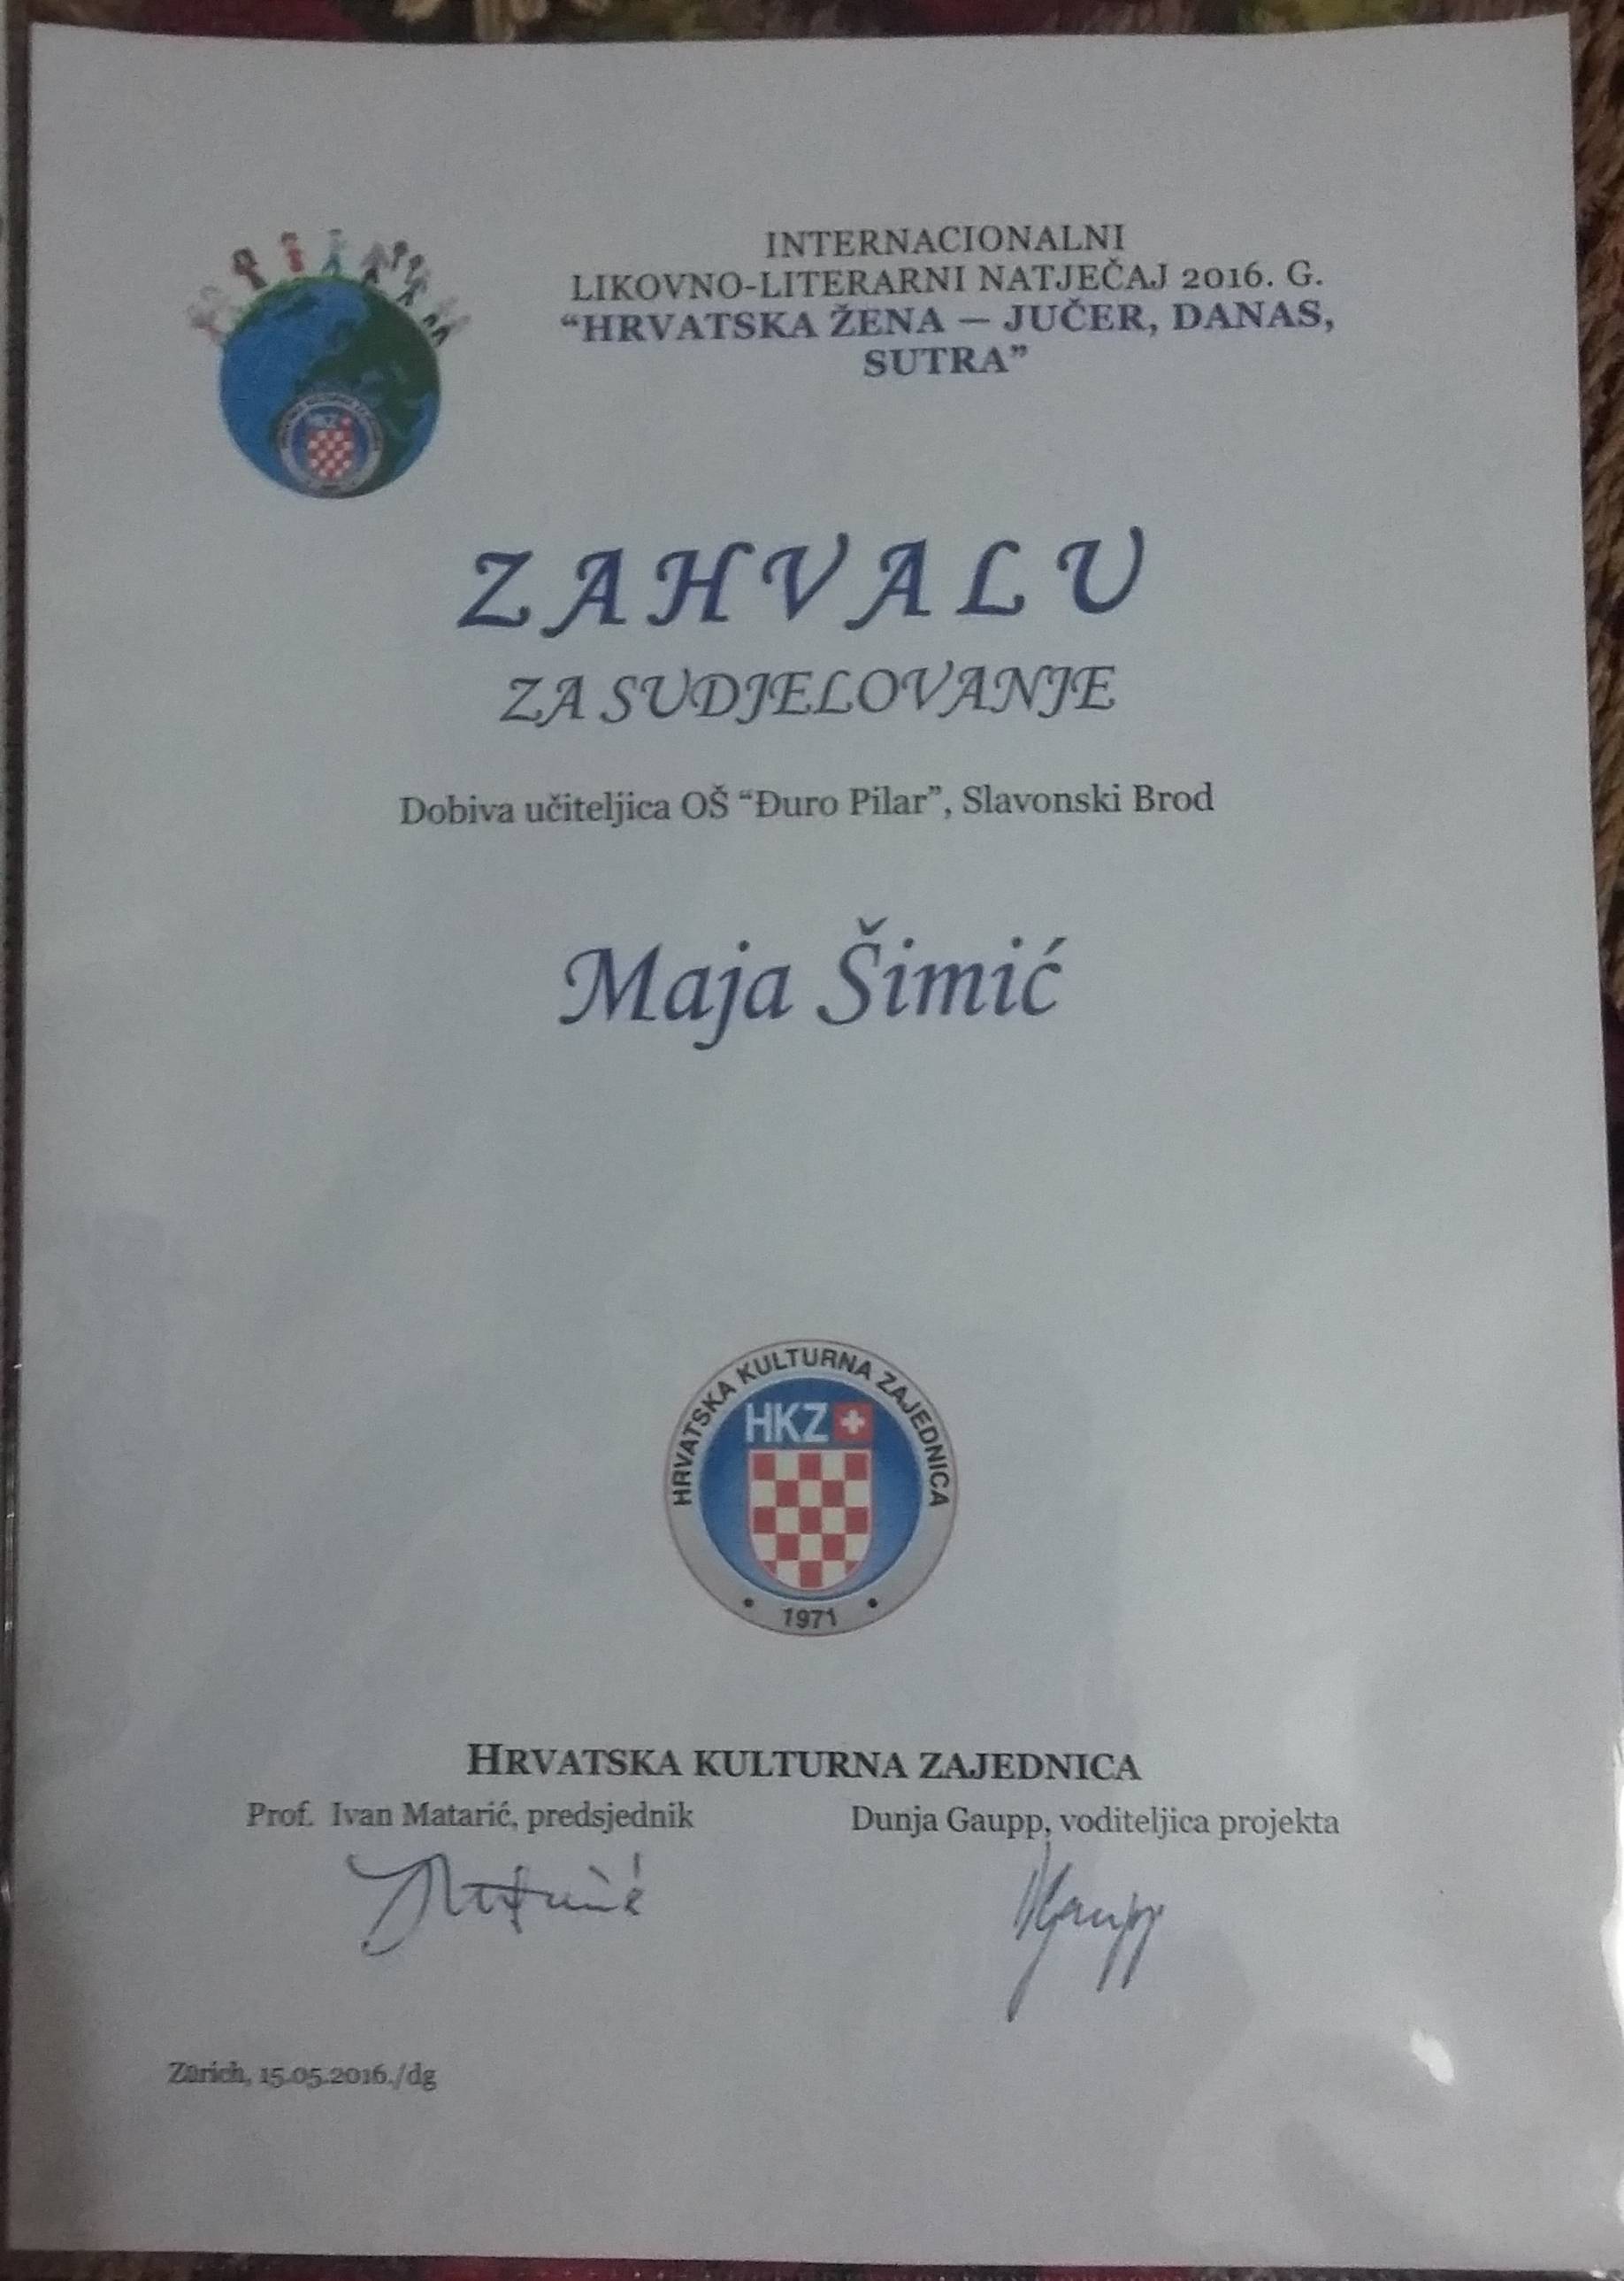 INTERNACIONALNI
LIKOVNO-LITERARNI NATJEČAJ 2016. G.
“HRVATSKA ŽENA – JUČER, DANAS,
SUTRA”
ZAHVALU
ZA SUDJELOVANJE
Dobiva učiteljica OŠ “Đuro Pilar”, Slavonski Brod
Maja Šimić
HRVATSKA KULTURNA ZAJEDNICA
HKZ
• 1971 •
HRVATSKA KULTURNA ZAJEDNICA
Prof. Ivan Matarić, predsjednik Dunja Gaupp, voditeljica projekta
Zürich, 15.05.2016./dg